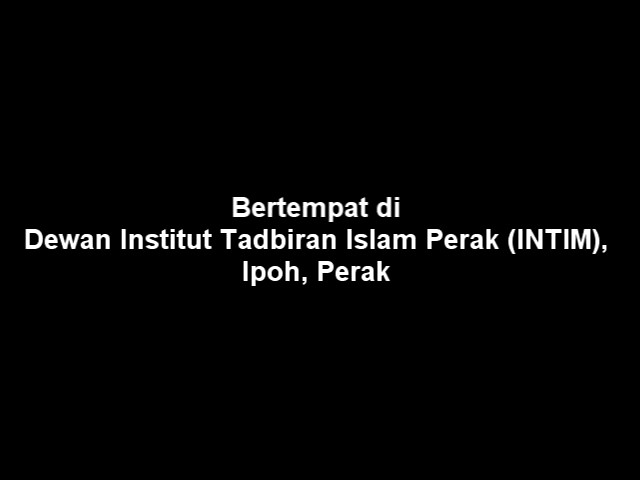 Bertempat di
Dewan Institut Tadbiran Islam Perak (INTIM),
Ipoh, Perak